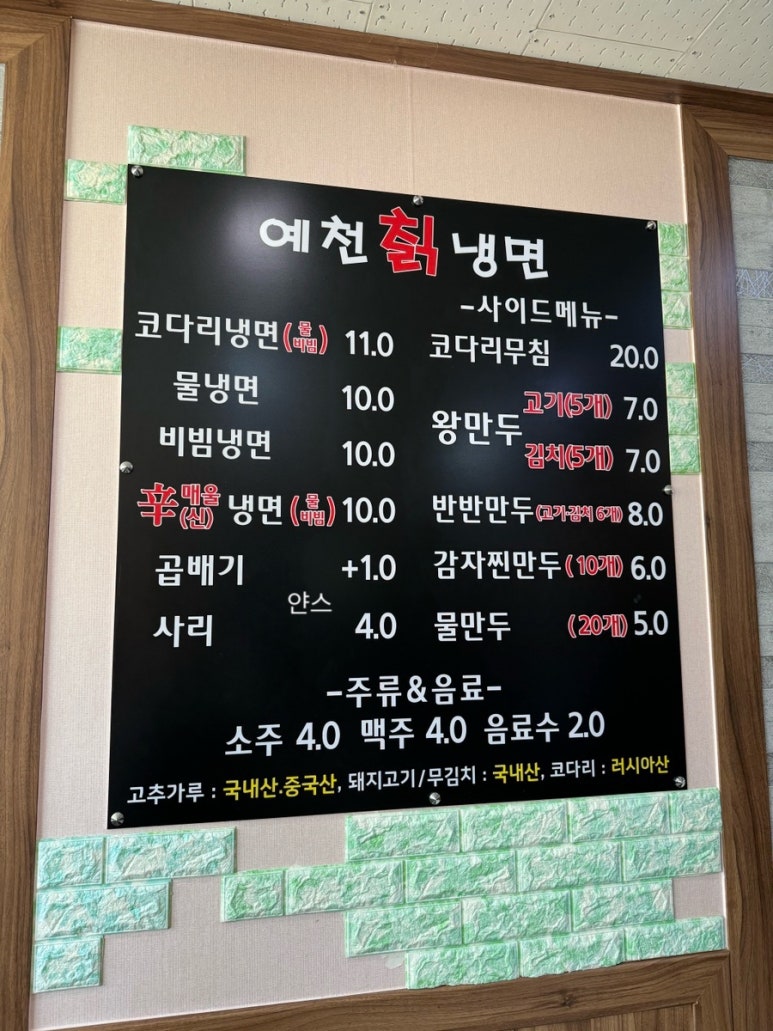 예천 칡 냉면
코다리냉면(물 비빔) 11.0
물냉면 10.0
비빔냉면 10.0
辛매울(신) 냉면(물 비빔) 10.0
곱배기 +1.0
사리 4.0
얀스
-사이드메뉴-
코다리무침 20.0
왕만두 고기(5개) 7.0
김치(5개) 7.0
반반만두(고기·김치 6개) 8.0
감자찐만두(10개) 6.0
물만두 (20개) 5.0
-주류&음료-
소주 4.0 맥주 4.0 음료수 2.0
고추가루 : 국내산.중국산, 돼지고기/무김치 : 국내산, 코다리 : 러시아산